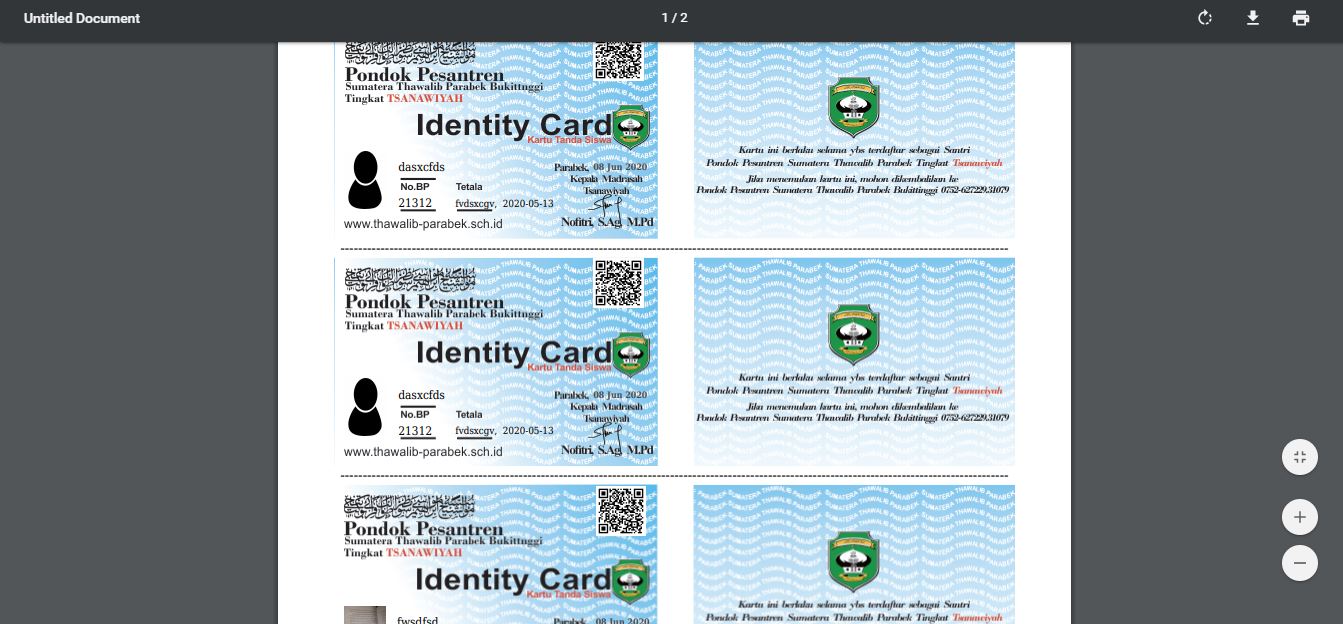 Untitled Document
1 / 2
Pondok Pesantren
Sumatera Thawalib Parabek Bukittnggi
Tingkat TSANAWIYAH
Identity Card
Kartu Tanda Siswa
dasxcfds
No.BP Tetala
21312 fvdsxcgv, 2020-05-13
www.thawalib-parabek.sch.id
Parabek, 08 Jun 2020
Kepala Madrasah
Tsanawiyah
Nofitri, S.Ag, M.Pd
Kartu ini berlaku selama ybs terdaftar sebagai Santri
Pondok Pesantren Sumatera Thawalib Parabek Tingkat Tsanawiyah
Jika menemukan kartu ini, mohon dikembalikan ke
Pondok Pesantren Sumatera Thawalib Parabek Bukittinggi 0752-627229.31079
Pondok Pesantren
Sumatera Thawalib Parabek Bukittnggi
Tingkat TSANAWIYAH
Identity Card
Kartu Tanda Siswa
dasxcfds
No.BP Tetala
21312 fvdsxcgv, 2020-05-13
www.thawalib-parabek.sch.id
Parabek, 08 Jun 2020
Kepala Madrasah
Tsanawiyah
Nofitri, S.Ag, M.Pd
Kartu ini berlaku selama ybs terdaftar sebagai Santri
Pondok Pesantren Sumatera Thawalib Parabek Tingkat Tsanawiyah
Jika menemukan kartu ini, mohon dikembalikan ke
Pondok Pesantren Sumatera Thawalib Parabek Bukittinggi 0752-627229.31079
Pondok Pesantren
Sumatera Thawalib Parabek Bukittnggi
Tingkat TSANAWIYAH
Identity Card
Kartu Tanda Siswa
fwsdfsd
Parabek, 08 Jun 2020
Kartu ini berlaku selama ybs terdaftar sebagai Santri
Pondok Pesantren Sumatera Thawalib Parabek Tingkat Tsanawiyah